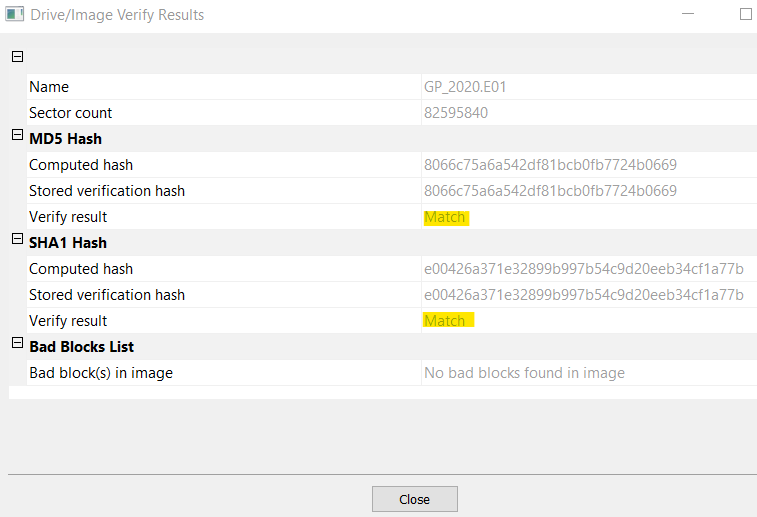 Drive/Image Verify Results
Name GP_2020.E01
Sector count 82595840
MD5 Hash
Computed hash 8066c75a6a542df81bcb0fb7724b0669
Stored verification hash 8066c75a6a542df81bcb0fb7724b0669
Verify result Match
SHA1 Hash
Computed hash e00426a371e32899b997b54c9d20eeb34cf1a77b
Stored verification hash e00426a371e32899b997b54c9d20eeb34cf1a77b
Verify result Match
Bad Blocks List
Bad block(s) in image No bad blocks found in image
Close